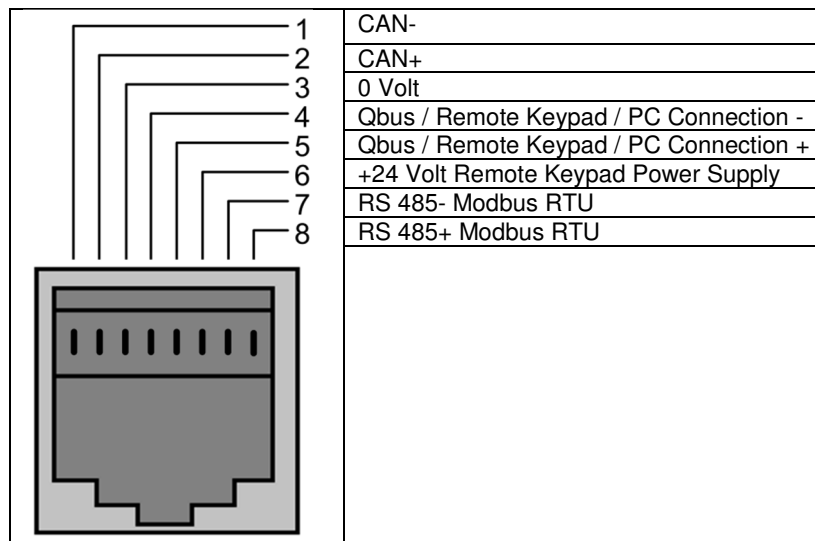 1 CAN-
2 CAN+
3 0 Volt
4 Qbus / Remote Keypad / PC Connection -
5 Qbus / Remote Keypad / PC Connection +
6 +24 Volt Remote Keypad Power Supply
7 RS 485- Modbus RTU
8 RS 485+ Modbus RTU